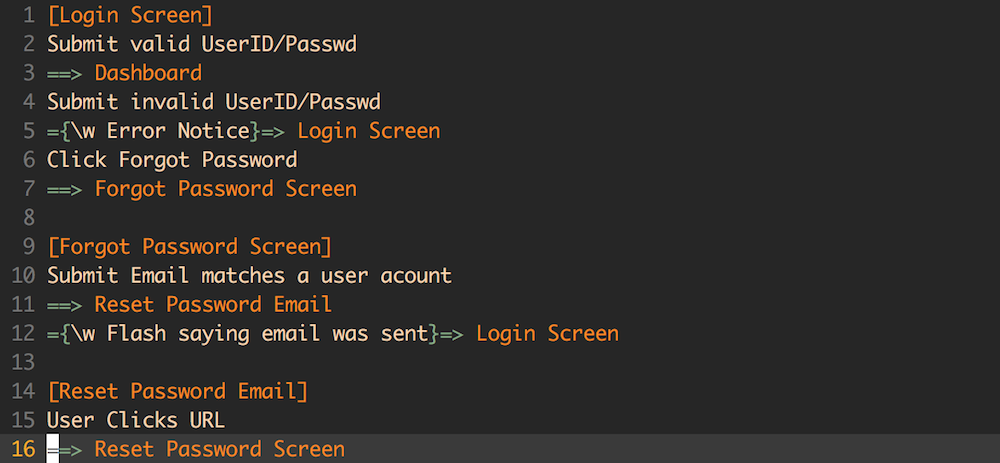 1 [Login Screen]
2 Submit valid UserID/Passwd
3 ==> Dashboard
4 Submit invalid UserID/Passwd
5 ={\w Error Notice}=> Login Screen
6 Click Forgot Password
7 ==> Forgot Password Screen
8
9 [Forgot Password Screen]
10 Submit Email matches a user acount
11 ==> Reset Password Email
12 ={\w Flash saying email was sent}=> Login Screen
13
14 [Reset Password Email]
15 User Clicks URL
16 ==> Reset Password Screen